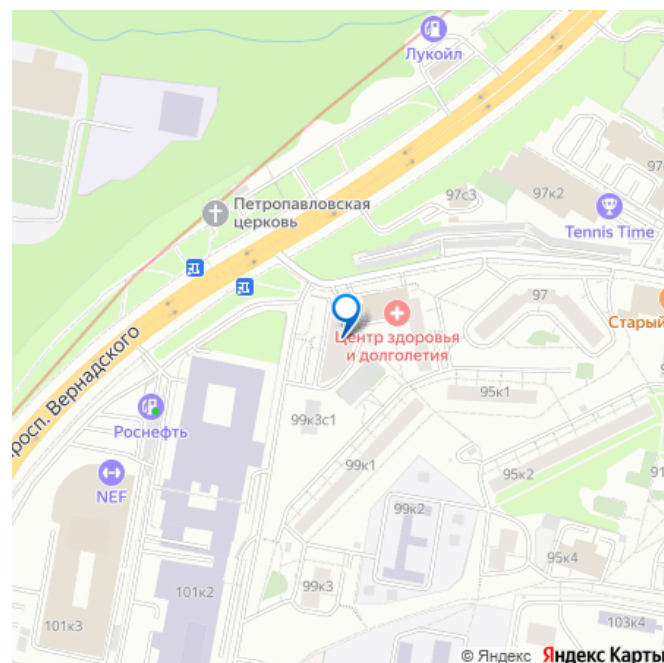 Лукойл
97с3
97к2
Петропавловская
церковь
Tennis Time
97
Старый
Центр здоровья
и долголетия
просп. Вернадского
Роснефть
95к1
99к3с1
NEF
99к1
95к2
91
99к2
95к4
101к2
99к3
101к3
103к4
© Яндекс Яндекс Карты